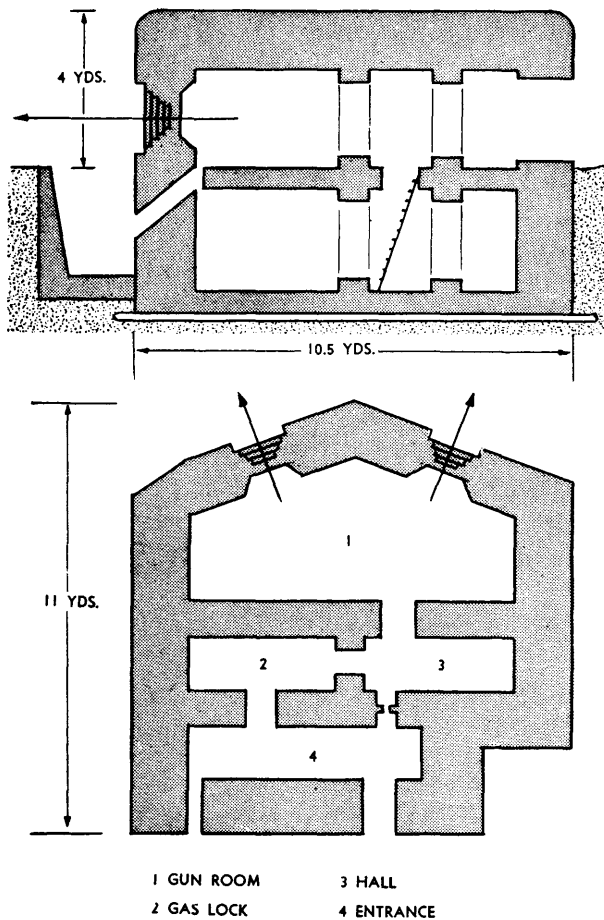 4 YDS.
10.5 YDS.
1
11 YDS.
2
3
4
1 GUN ROOM
3 HALL
2 GAS LOCK
4 ENTRANCE